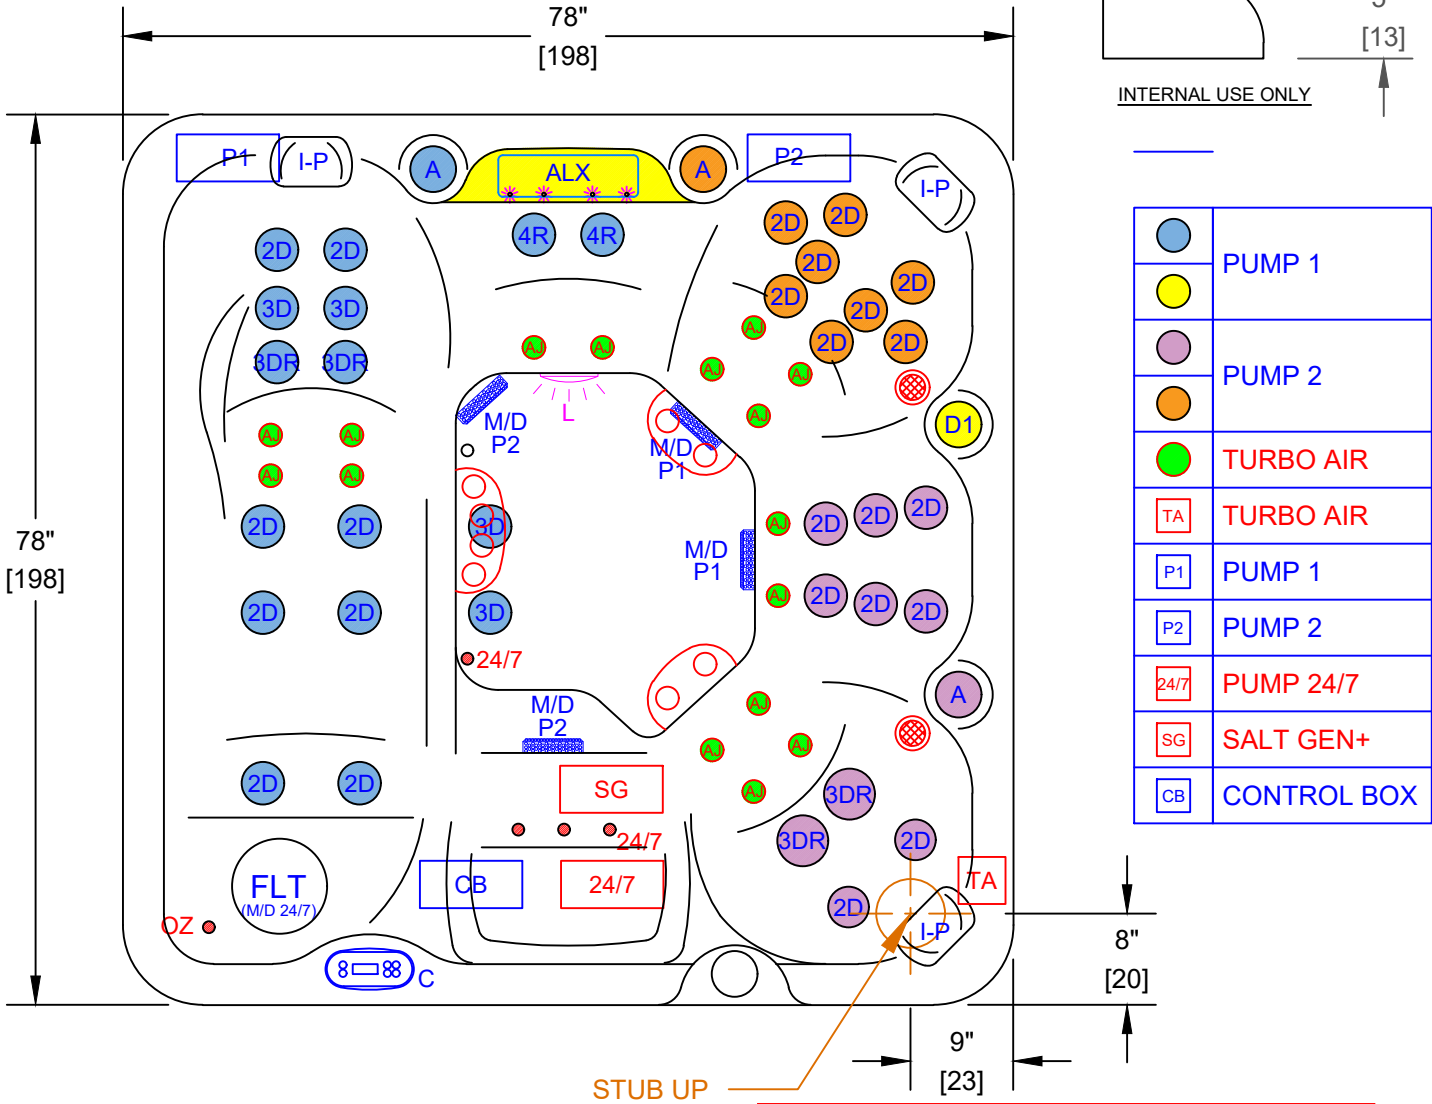 78"
[198]
[13]
INTERNAL USE ONLY
P1
I-P
A
ALX
A
P2
I-P
4R
4R
2D
2D
2D
2D
2D
2D
2D
2D
2D
2D
3D
3D
3DR
3DR
AJ
AJ
AJ
AJ
AJ
AJ
L
M/D
P2
M/D
P1
D1
AJ
AJ
AJ
AJ
2D
2D
3D
AJ
2D
2D
2D
M/D
P1
78"
[198]
2D
2D
3D
AJ
2D
2D
2D
24/7
M/D
P2
A
AJ
AJ
AJ
AJ
2D
2D
SG
3DR
3DR
2D
24/7
FLT
(M/D 24/7)
CB
24/7
TA
2D
I-P
OZ
C
8"
[20]
9"
[23]
STUB UP
PUMP 1
PUMP 2
TURBO AIR
TA TURBO AIR
P1 PUMP 1
P2 PUMP 2
24/7 PUMP 24/7
SG SALT GEN+
CB CONTROL BOX